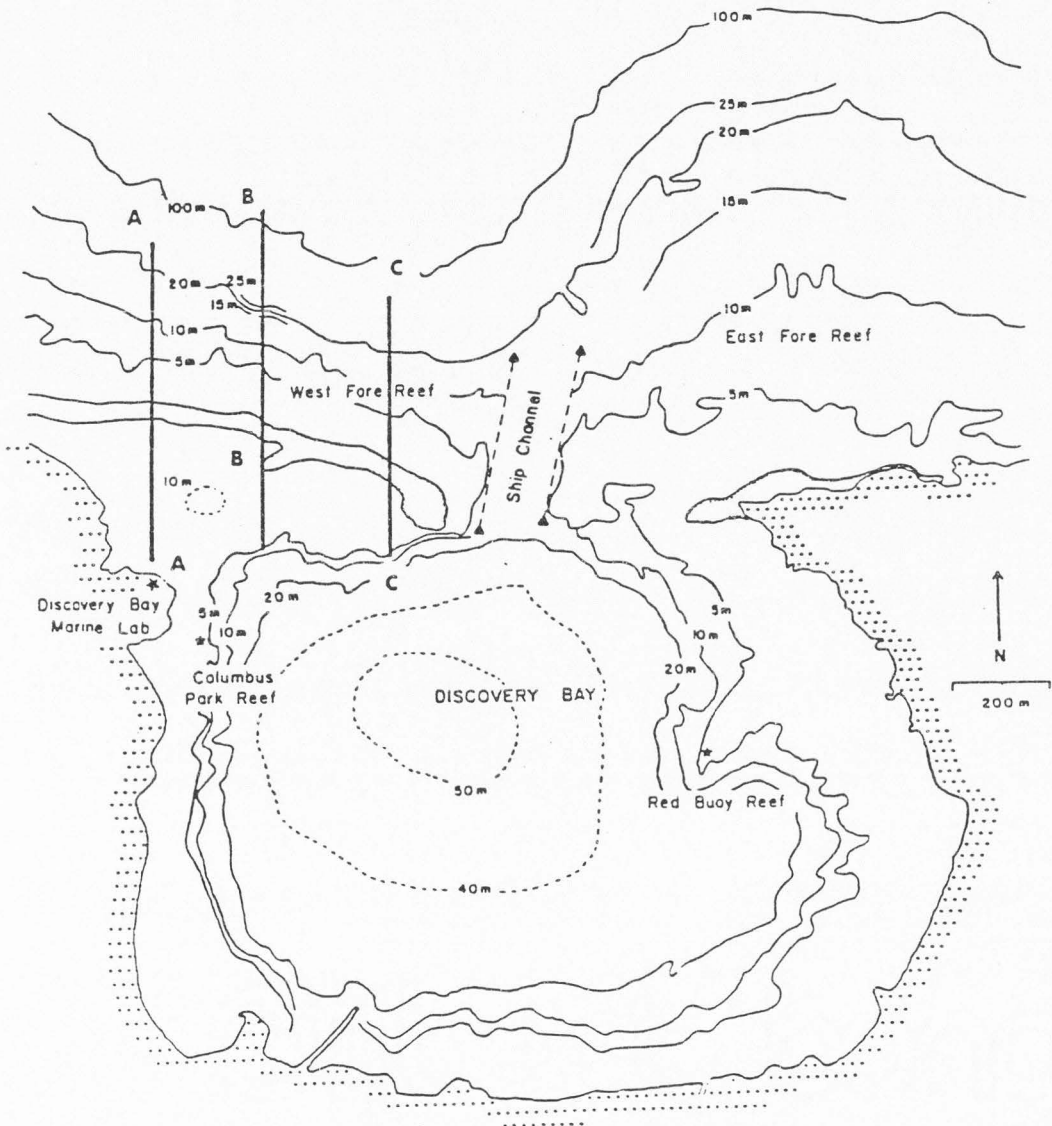 100m
25m
20m
15m
B
A
100m
C
20m
25m
15m
10m
10m
East Fore Reef
5m
West Fore Reef
5m
Ship Channel
B
10m
A
C
Discovery Bay
Marine Lab
20m
5m
10m
5m
10m
20m
N
200 m
Columbus
Park Reef
DISCOVERY BAY
50m
Red Buoy Reef
40m